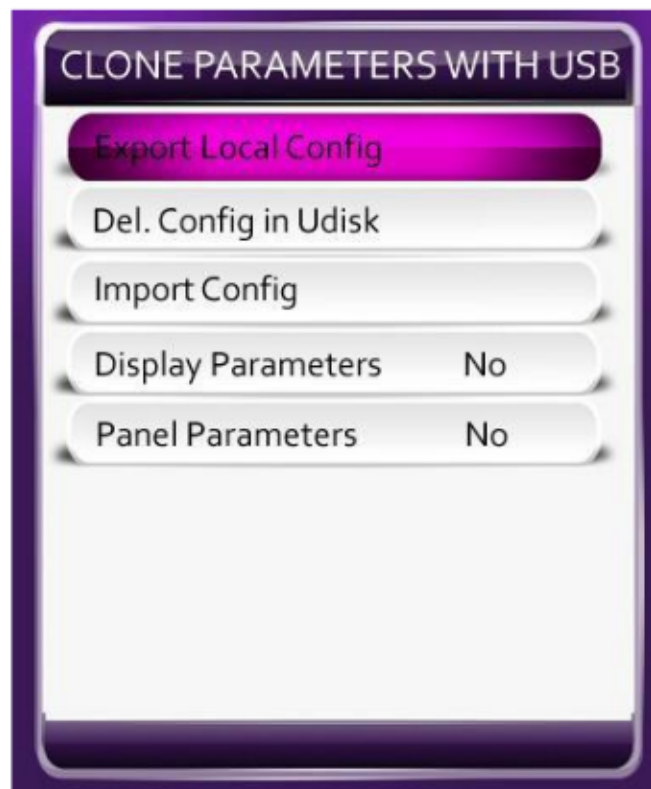 CLONE PARAMETERS WITH USB
Export Local Config
Del. Config in Udisk
Import Config
Display Parameters No
Panel Parameters No